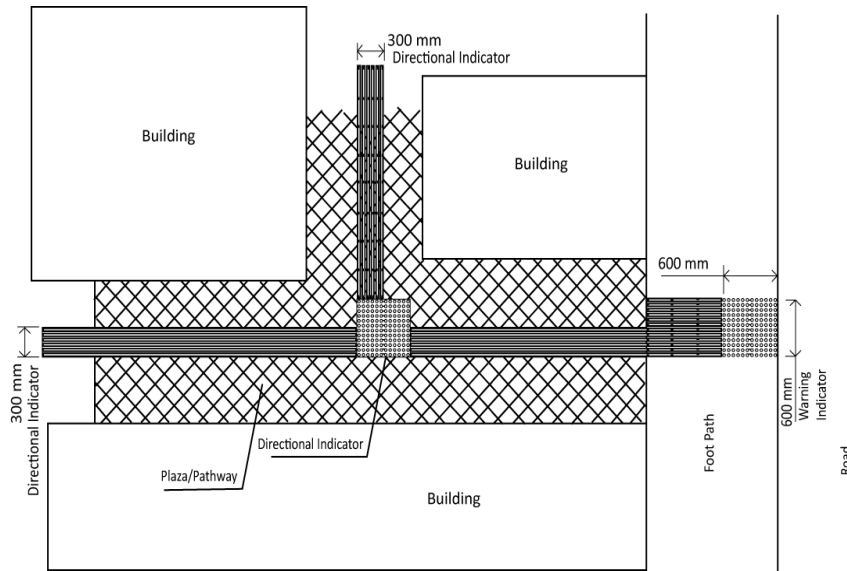 300 mm
Directional Indicator
Building
Building
600 mm
300 mm
Directional Indicator
600 mm
Warning
Indicator
Directional Indicator
Plaza/Pathway
Building
Foot Path
Road